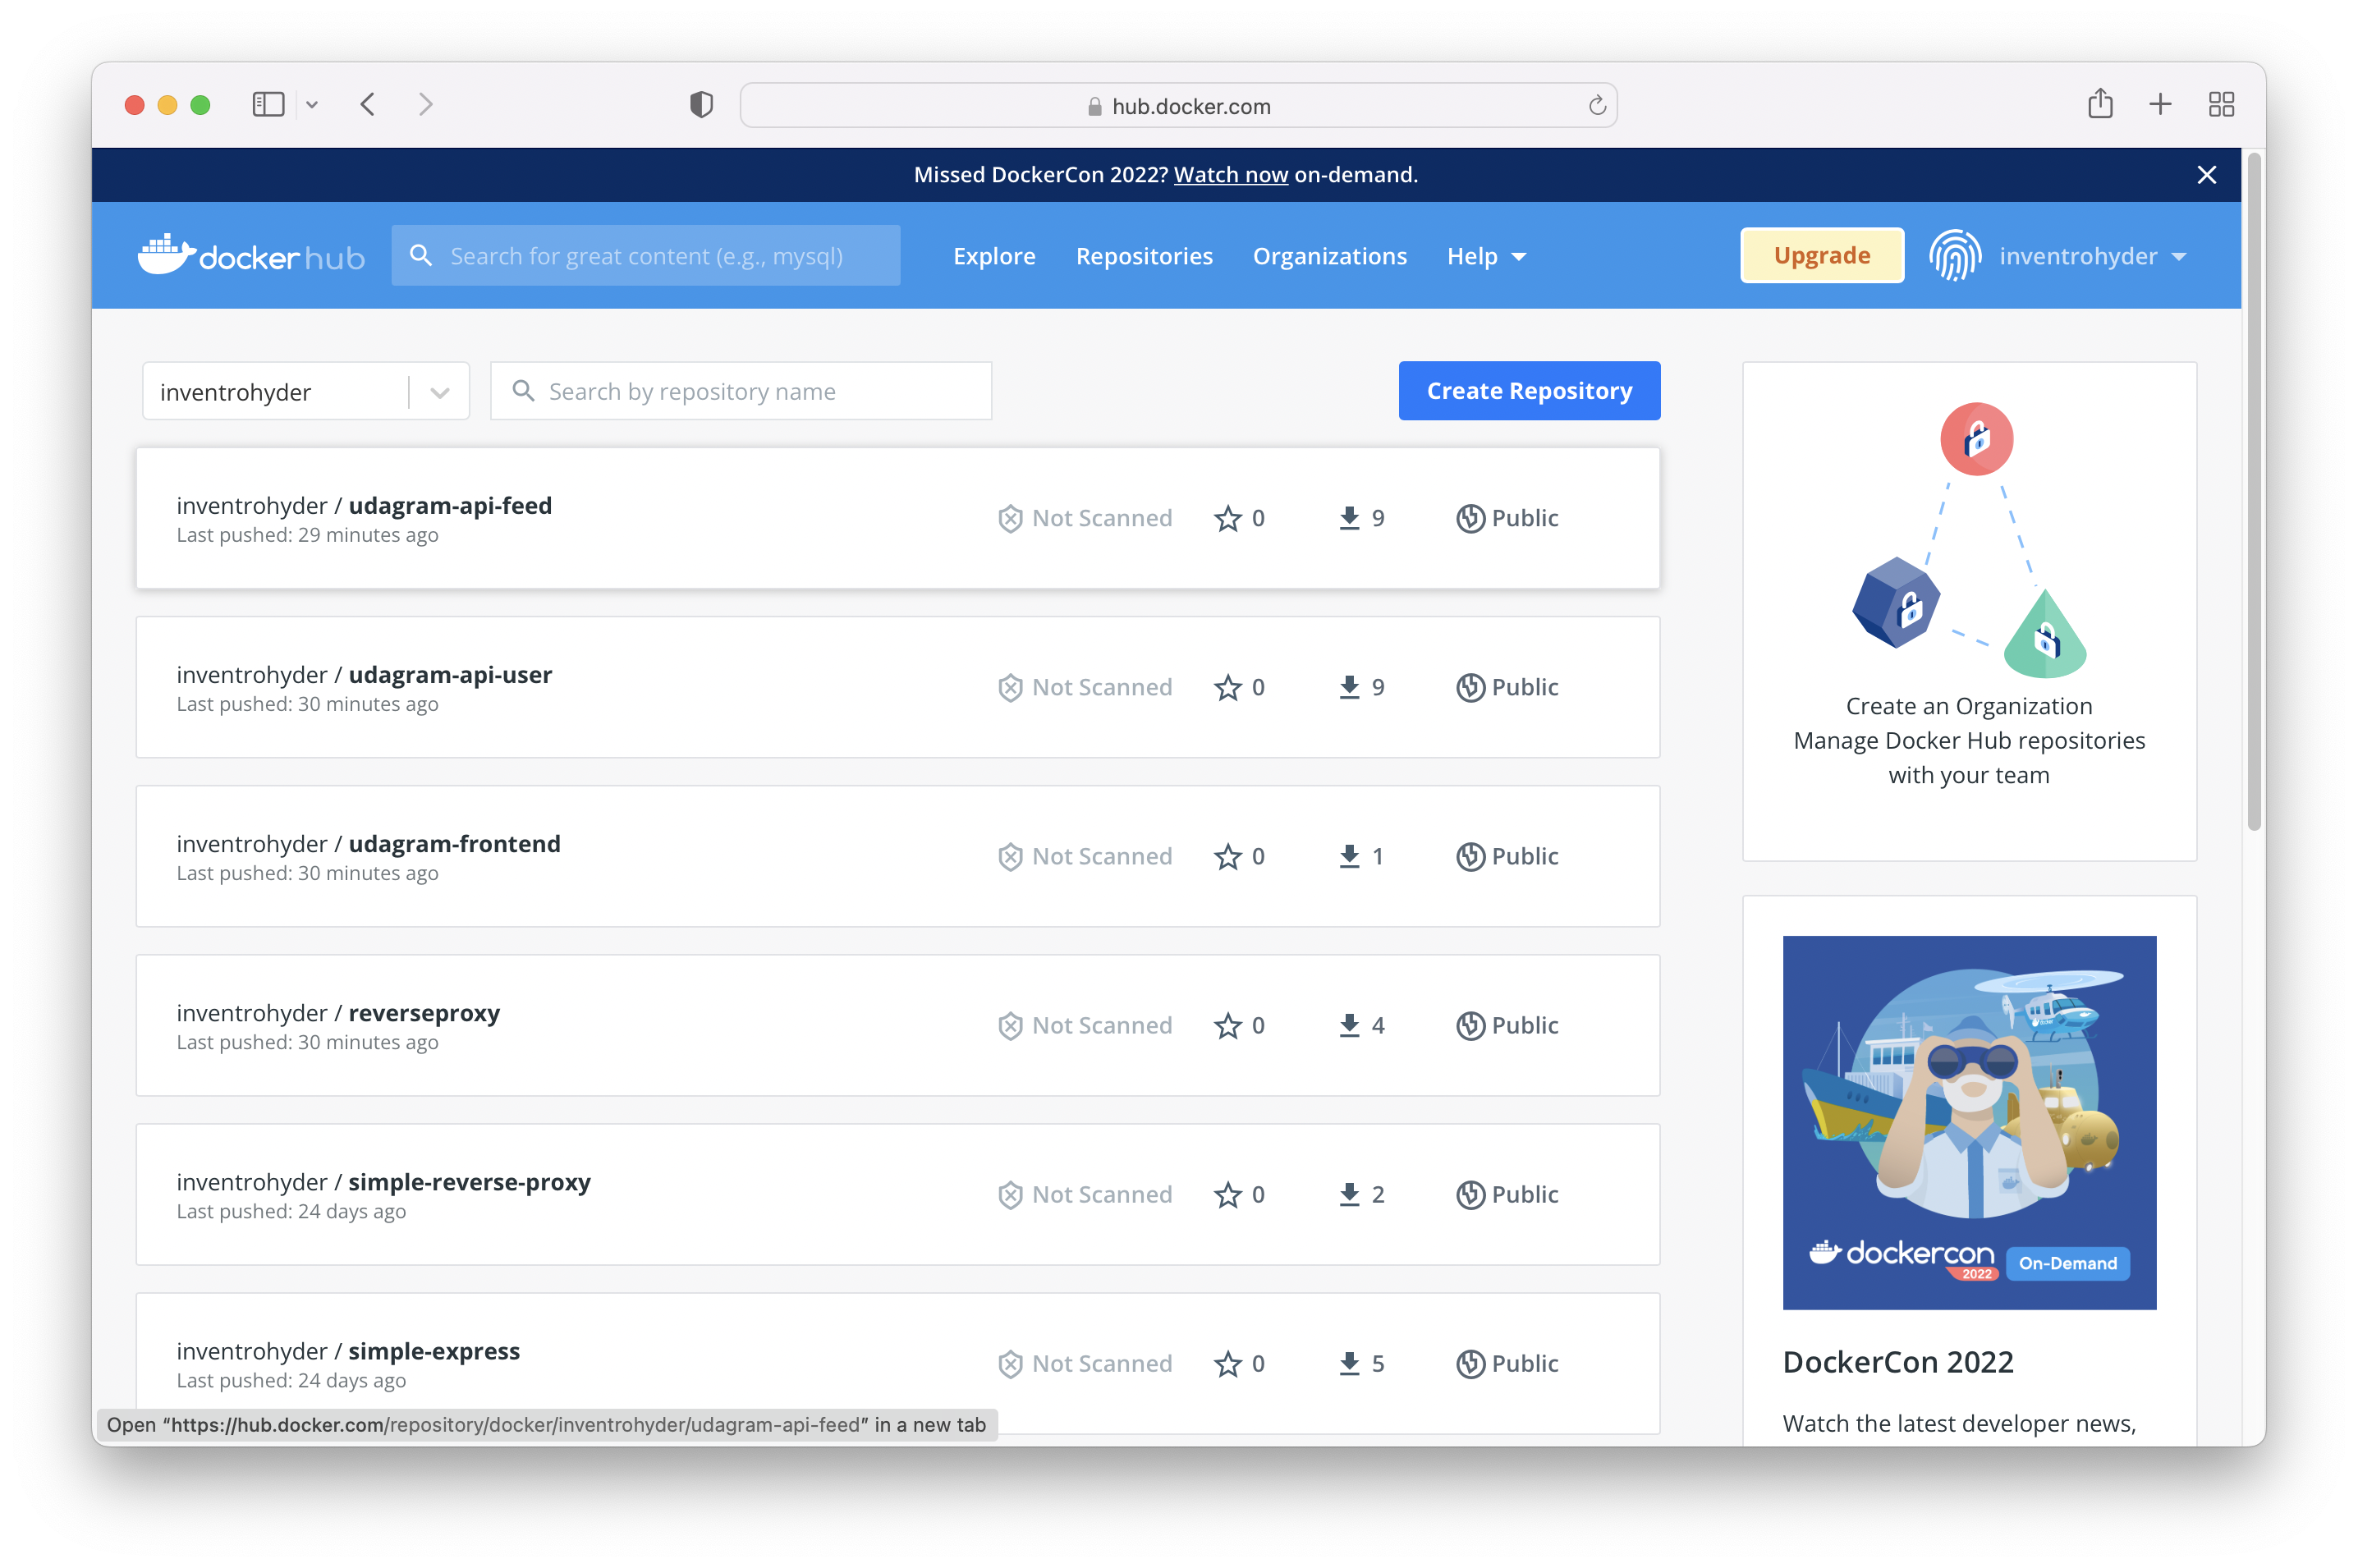 hub.docker.com
Missed DockerCon 2022? Watch now on-demand.
dockerhub
Search for great content (e.g., mysql)
Explore
Repositories
Organizations
Help
Upgrade
inventrohyder
inventrohyder
Search by repository name
Create Repository
inventrohyder / udagram-api-feed
Last pushed: 29 minutes ago
Not Scanned
0
9
Public
inventrohyder / udagram-api-user
Last pushed: 30 minutes ago
Not Scanned
0
9
Public
inventrohyder / udagram-frontend
Last pushed: 30 minutes ago
Not Scanned
0
1
Public
inventrohyder / reverseproxy
Last pushed: 30 minutes ago
Not Scanned
0
4
Public
inventrohyder / simple-reverse-proxy
Last pushed: 24 days ago
Not Scanned
0
2
Public
inventrohyder / simple-express
Last pushed: 24 days ago
Not Scanned
0
5
Public
Open “https://hub.docker.com/repository/docker/inventrohyder/udagram-api-feed” in a new tab
Create an Organization
Manage Docker Hub repositories
with your team
dockercon
2022
On-Demand
DockerCon 2022
Watch the latest developer news,